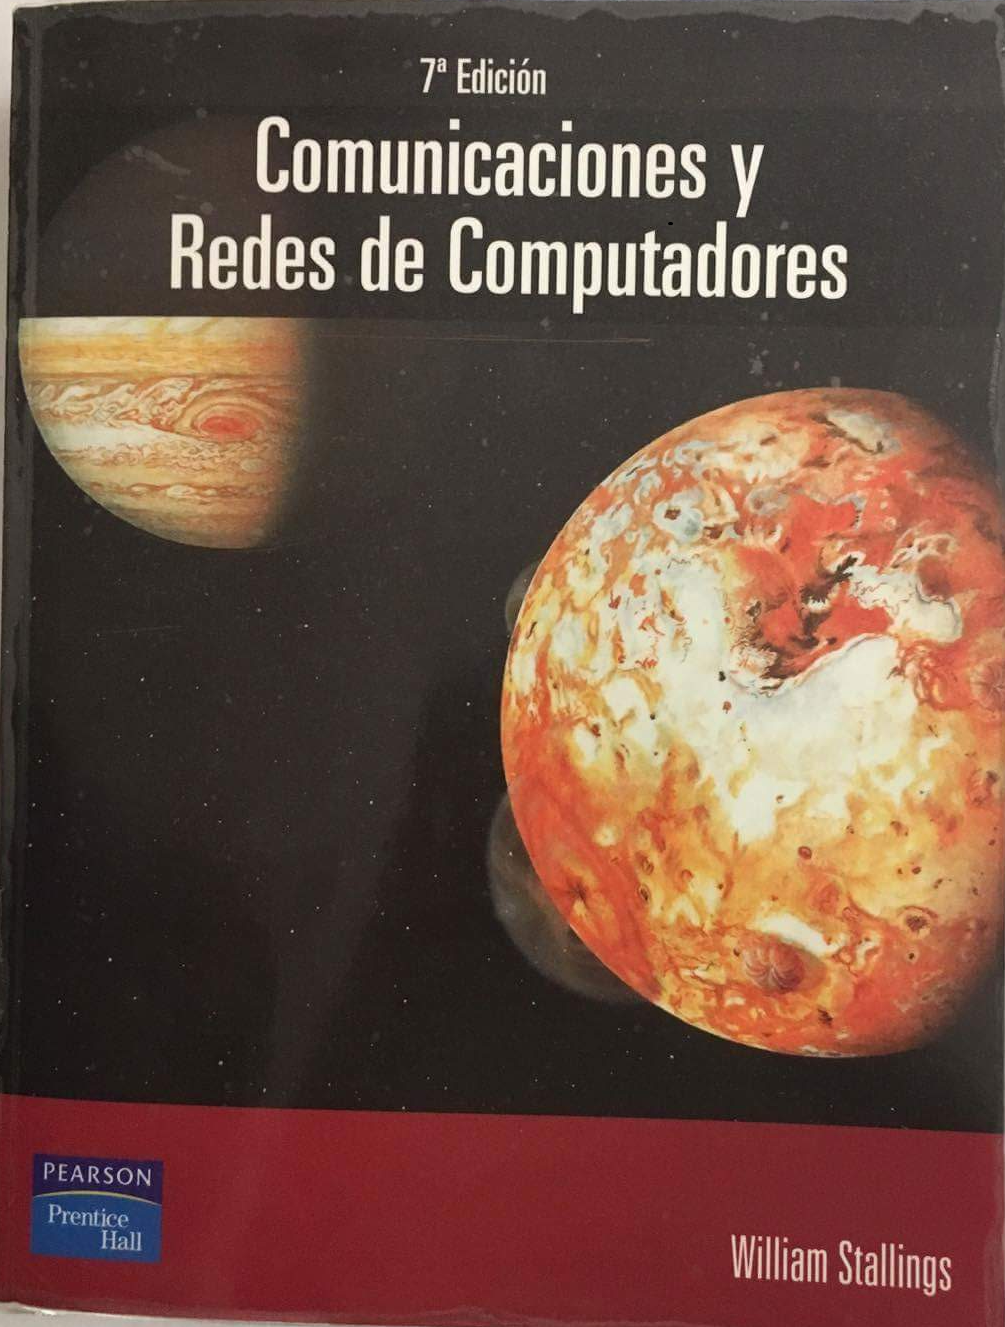 7ª Edición
Comunicaciones y
Redes de Computadores
PEARSON
Prentice
Hall
William Stallings